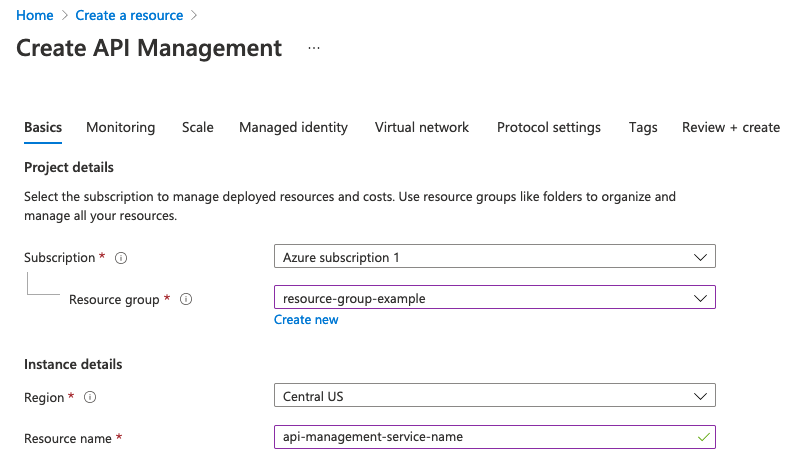 Home > Create a resource >
Create API Management ...
Basics Monitoring Scale Managed identity Virtual network Protocol settings Tags Review + create
Project details
Select the subscription to manage deployed resources and costs. Use resource groups like folders to organize and
manage all your resources.
Subscription * Azure subscription 1
Resource group * resource-group-example
Create new
Instance details
Region * Central US
Resource name * api-management-service-name